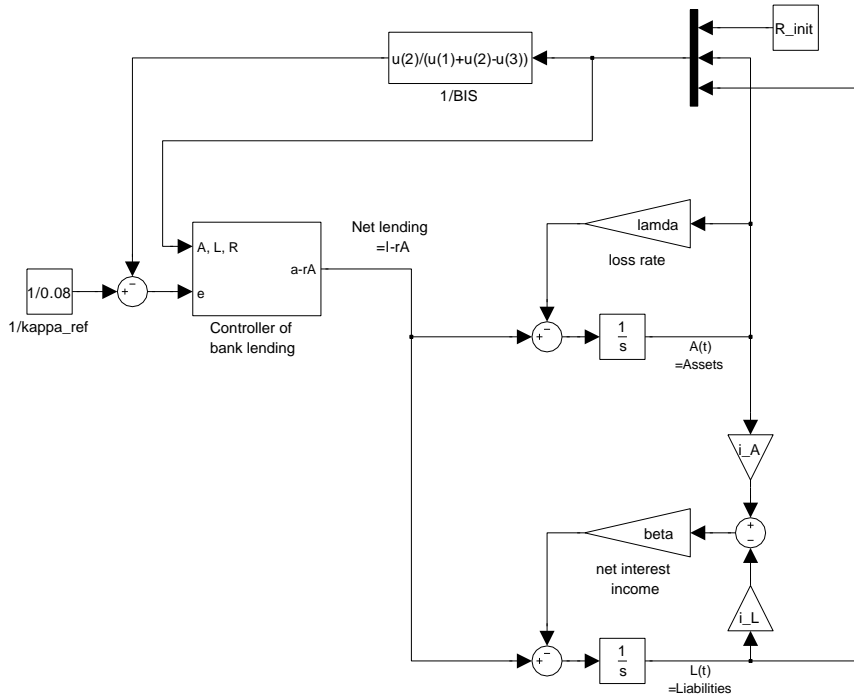 R_init
u(2)/(u(1)+u(2)-u(3))
1/BIS
lamda
loss rate
Net lending
=l-rA
A, L, R
a-rA
e
1/0.08
1/kappa_ref
Controller of
bank lending
1
s
A(t)
=Assets
i_A
beta
net interest
income
i_L
1
s
L(t)
=Liabilities